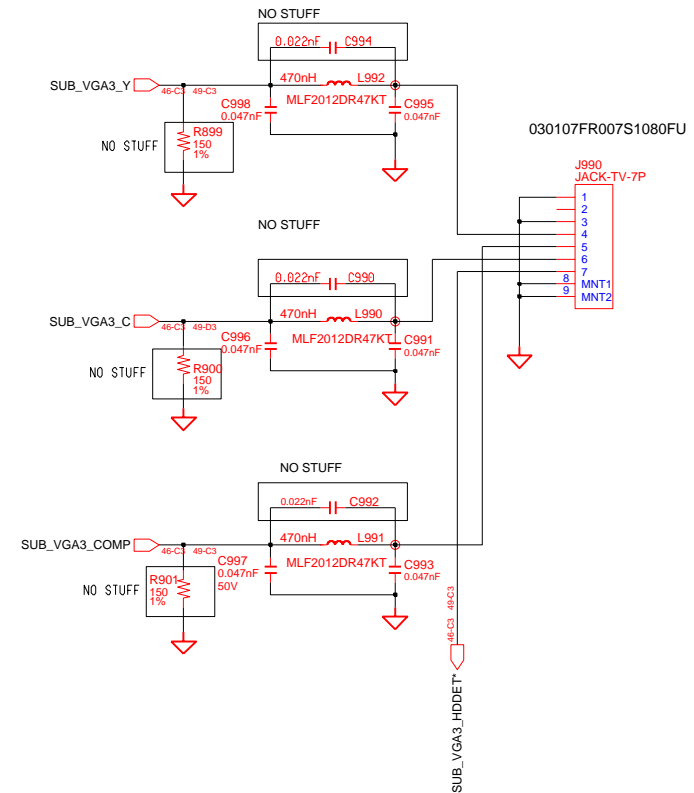 NO STUFF
0.022nF C994
SUB_VGA3_Y
46-C3 49-C3
470nH L992
MLF2012DR47KT
C998
0.047nF
C995
0.047nF
NO STUFF
R899
150
1%
030107FR007S1080FU
J990
JACK-TV-7P
1
2
3
4
5
6
7
8 MNT1
9 MNT2
NO STUFF
0.022nF C990
SUB_VGA3_C
46-C3 49-D3
470nH L990
MLF2012DR47KT
C996
0.047nF
C991
0.047nF
NO STUFF
R900
150
1%
NO STUFF
0.022nF C992
SUB_VGA3_COMP
46-C3 49-C3
470nH L991
MLF2012DR47KT
C997
0.047nF
50V
C993
0.047nF
NO STUFF
R901
150
1%
46-C3 49-C3
SUB_VGA3_HDDET*